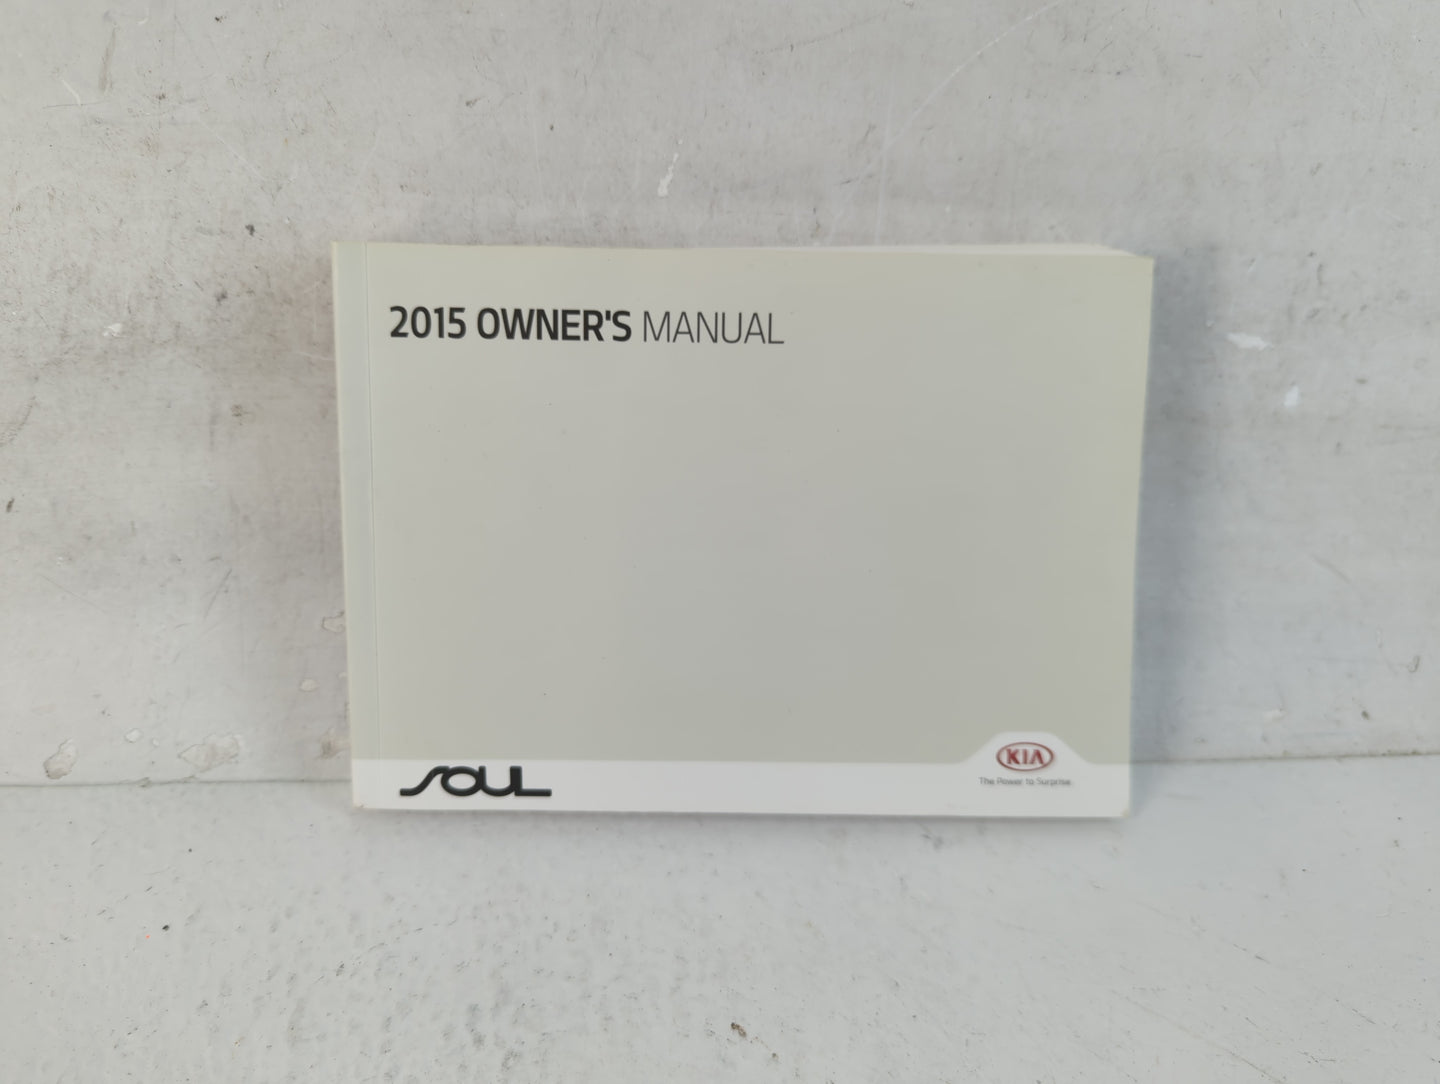 2015 OWNER'S MANUAL
SOUL
KIA
The Power to Surprise